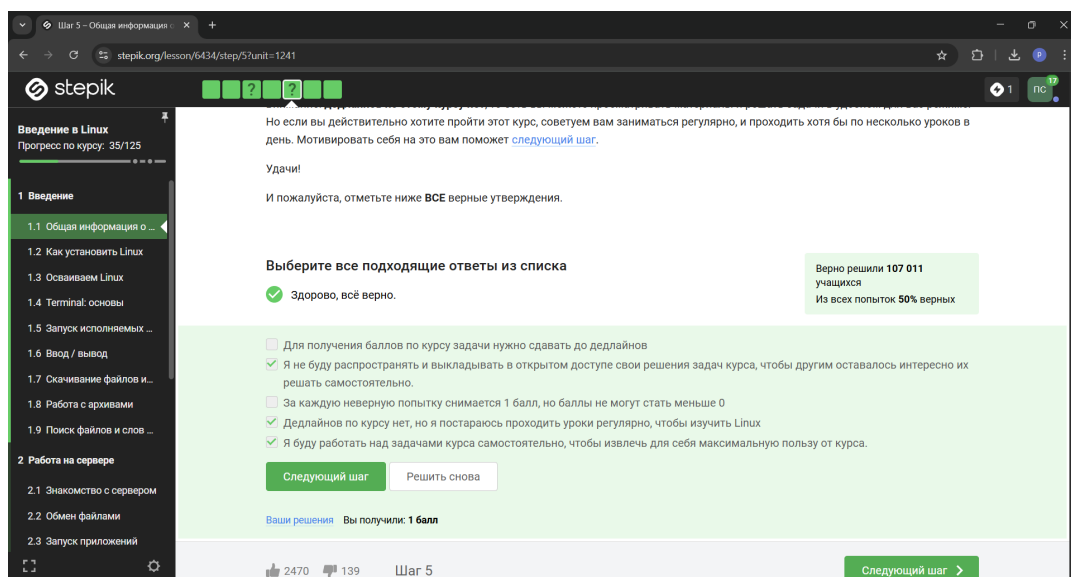 Шаг 5 – Общая информация о
stepik.org/lesson/6434/step/5?unit=1241
stepik
?
?
1
ПС
17
Введение в Linux
Прогресс по курсу: 35/125
1 Введение
1.1 Общая информация о ...
1.2 Как установить Linux
1.3 Осваиваем Linux
1.4 Terminal: основы
1.5 Запуск исполняемых ...
1.6 Ввод / вывод
1.7 Скачивание файлов и...
1.8 Работа с архивами
1.9 Поиск файлов и слов ...
2 Работа на сервере
2.1 Знакомство с сервером
2.2 Обмен файлами
2.3 Запуск приложений
Но если вы действительно хотите пройти этот курс, советуем вам заниматься регулярно, и проходить хотя бы по несколько уроков в
день. Мотивировать себя на это вам поможет следующий шаг.
Удачи!
И пожалуйста, отметьте ниже ВСЕ верные утверждения.
Выберите все подходящие ответы из списка
Здорово, всё верно.
Верно решили 107 011
учащихся
Из всех попыток 50% верных
Для получения баллов по курсу задачи нужно сдавать до дедлайнов
Я не буду распространять и выкладывать в открытом доступе свои решения задач курса, чтобы другим оставалось интересно их
решать самостоятельно.
За каждую неверную попытку снимается 1 балл, но баллы не могут стать меньше 0
Дедлайнов по курсу нет, но я постараюсь проходить уроки регулярно, чтобы изучить Linux
Я буду работать над задачами курса самостоятельно, чтобы извлечь для себя максимальную пользу от курса.
Следующий шаг
Решить снова
Ваши решения Вы получили: 1 балл
2470
139
Шаг 5
Следующий шаг